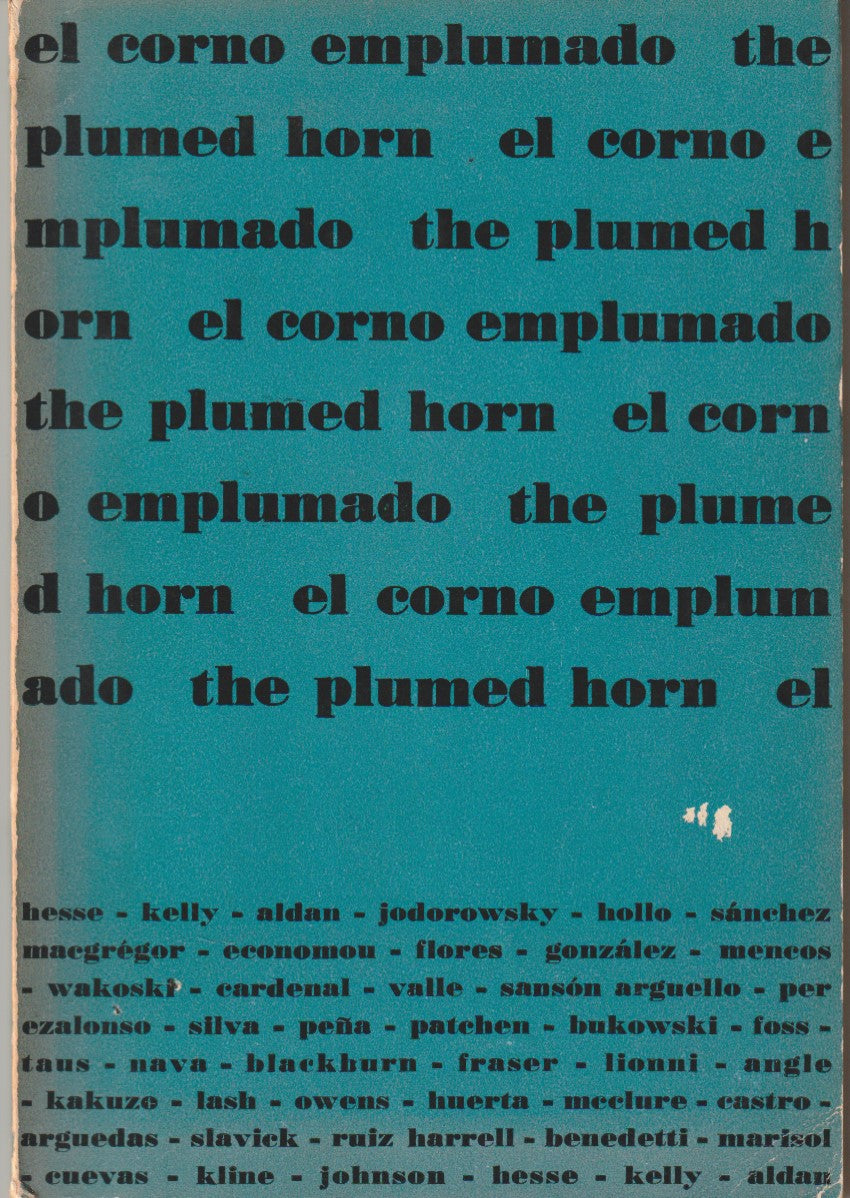 el corno emplumado the
plumed horn el corno e
mplumado the plumed h
orn el corno emplumado
the plumed horn el corn
o emplumado the plume
d horn el corno emplum
ado the plumed horn el
hesse - kelly - aldan - jodorowsky - hollo - sánchez
macgrégor - economou - flores - gonzález - mencos
- wakoski - cardenal - valle - sansón arguello - per
ezalonso - silva - peña - patchen - bukowski - foss -
taus - nava - blackburn - fraser - lionni - angle
- kakuzo - lash - owens - huerta - mcclure - castro -
arguedas - slavick - ruiz harrell - benedetti - marisol
- cuevas - kline - johnson - hesse - kelly - aldan